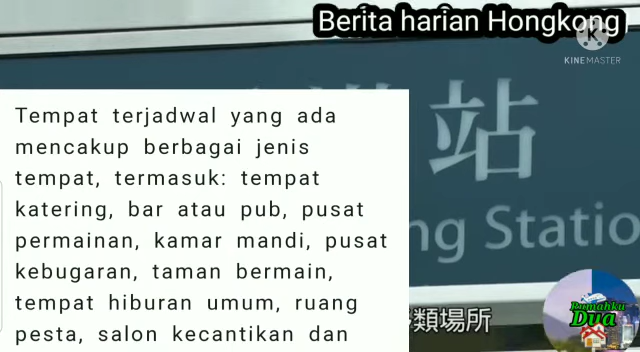 Berita harian Hongkong
KINEMASTER
Tempat terjadwal yang ada
mencakup berbagai jenis
tempat, termasuk: tempat
katering, bar atau pub, pusat
permainan, kamar mandi, pusat
kebugaran, taman bermain,
tempat hiburan umum, ruang
pesta, salon kecantikan dan
站
ng Statio
類場所
Rumahku
Dua